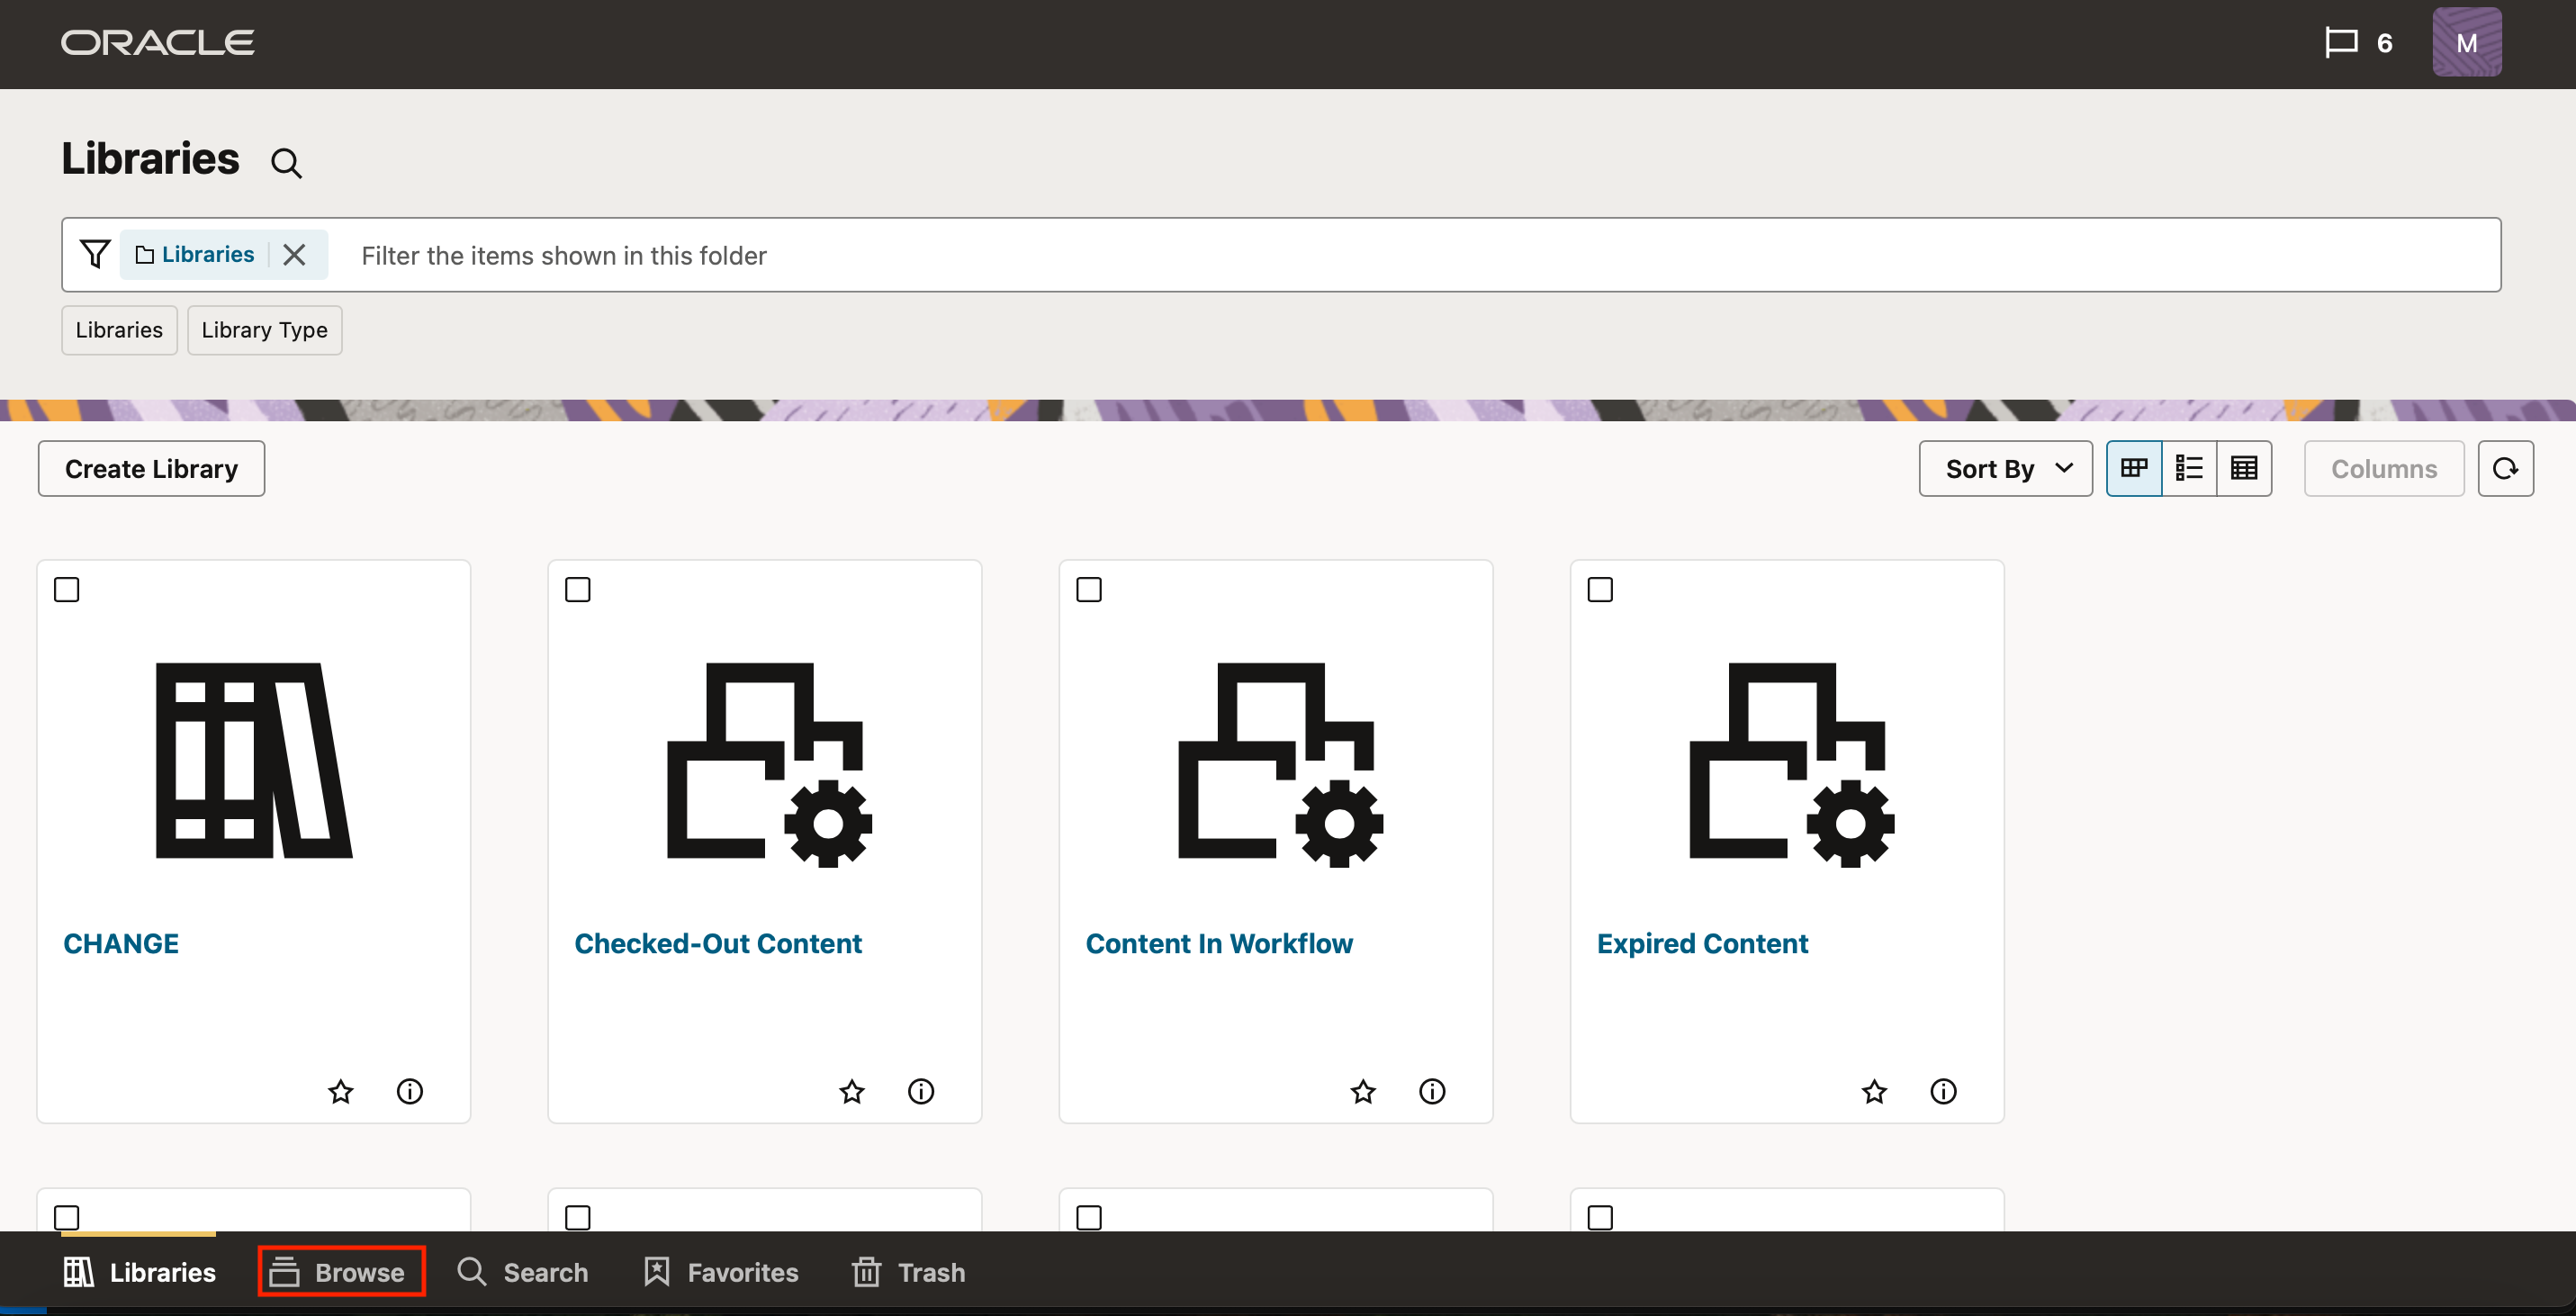 ORACLE
6
M
Libraries
Libraries
Filter the items shown in this folder
Libraries
Library Type
Create Library
Sort By
Columns
CHANGE
Checked-Out Content
Content In Workflow
Expired Content
Libraries
Browse
Search
Favorites
Trash